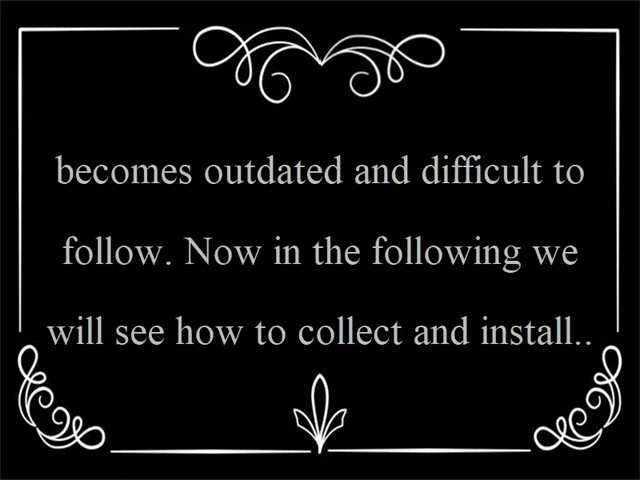 becomes outdated and difficult to
follow. Now in the following we
will see how to collect and install..